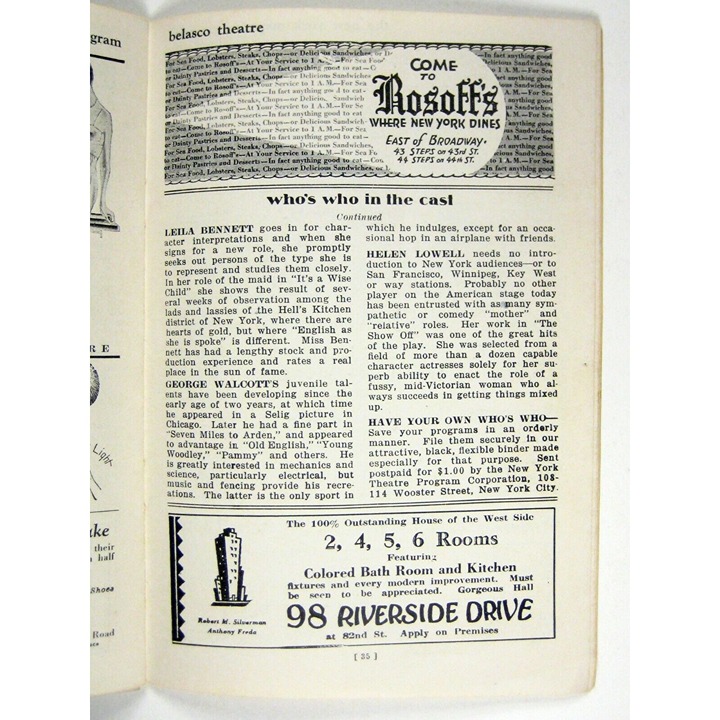 gram
belasco theatre
For Sea Food, Lobsters, Steaks, Chops—or Delicious Sandwiches,
COME
TO
Rosoff's
WHERE NEW YORK DINES
EAST of BROADWAY.
43 STEPS on 43rd ST.
44 STEPS on 44th ST.
who's who in the cast
Continued
LEILA BENNETT goes in for char-
acter interpretations and when she
signs for a new role, she promptly
seeks out persons of the type she is
to represent and studies them closely.
In her role of the maid in "It's a Wise
Child" she shows the result of sev-
eral weeks of observation among the
lads and lassies of the Hell's Kitchen
district of New York, where there are
hearts of gold, but where "English as
she is spoke" is different. Miss Ben-
nett has had a lengthy stock and pro-
duction experience and rates a real
place in the sun of fame.
GEORGE WALCOTT'S juvenile tal-
ents have been developing since the
early age of two years, at which time
he appeared in a Selig picture in
Chicago. Later he had a fine part in
"Seven Miles to Arden," and appeared
to advantage in "Old English," "Young
Woodley," "Pammy" and others. He
is greatly interested in mechanics and
science, particularly electrical, but
music and fencing provide his recre-
ations. The latter is the only sport in
which he indulges, except for an occa-
sional hop in an airplane with friends.
HELEN LOWELL needs no intro-
duction to New York audiences—or to
San Francisco, Winnipeg, Key West
or way stations. Probably no other
player on the American stage today
has been entrusted with as many sym-
pathetic or comedy "mother" and
"relative" roles. Her work in "The
Show Off" was one of the great hits
of the play. She was selected from a
field of more than a dozen capable
character actresses solely for her su-
perb ability to enact the role of a
fussy, mid-Victorian woman who al-
ways succeeds in getting things mixed
up.
HAVE YOUR OWN WHO'S WHO—
Save your programs in an orderly
manner. File them securely in our
attractive, black, flexible binder made
especially for that purpose. Sent
postpaid for $1.00 by the New York
Theatre Program Corporation, 108-
114 Wooster Street, New York City.
The 100% Outstanding House of the West Side
2, 4, 5, 6 Rooms
Featuring
Colored Bath Room and Kitchen
fixtures and every modern improvement. Must
be seen to be appreciated. Gorgeous Hall
98 RIVERSIDE DRIVE
at 82nd St. Apply on Premises
Robert M. Silverman
Anthony Freda
[ 35 ]
R E
Light
ke
their
half
Shoes
Road